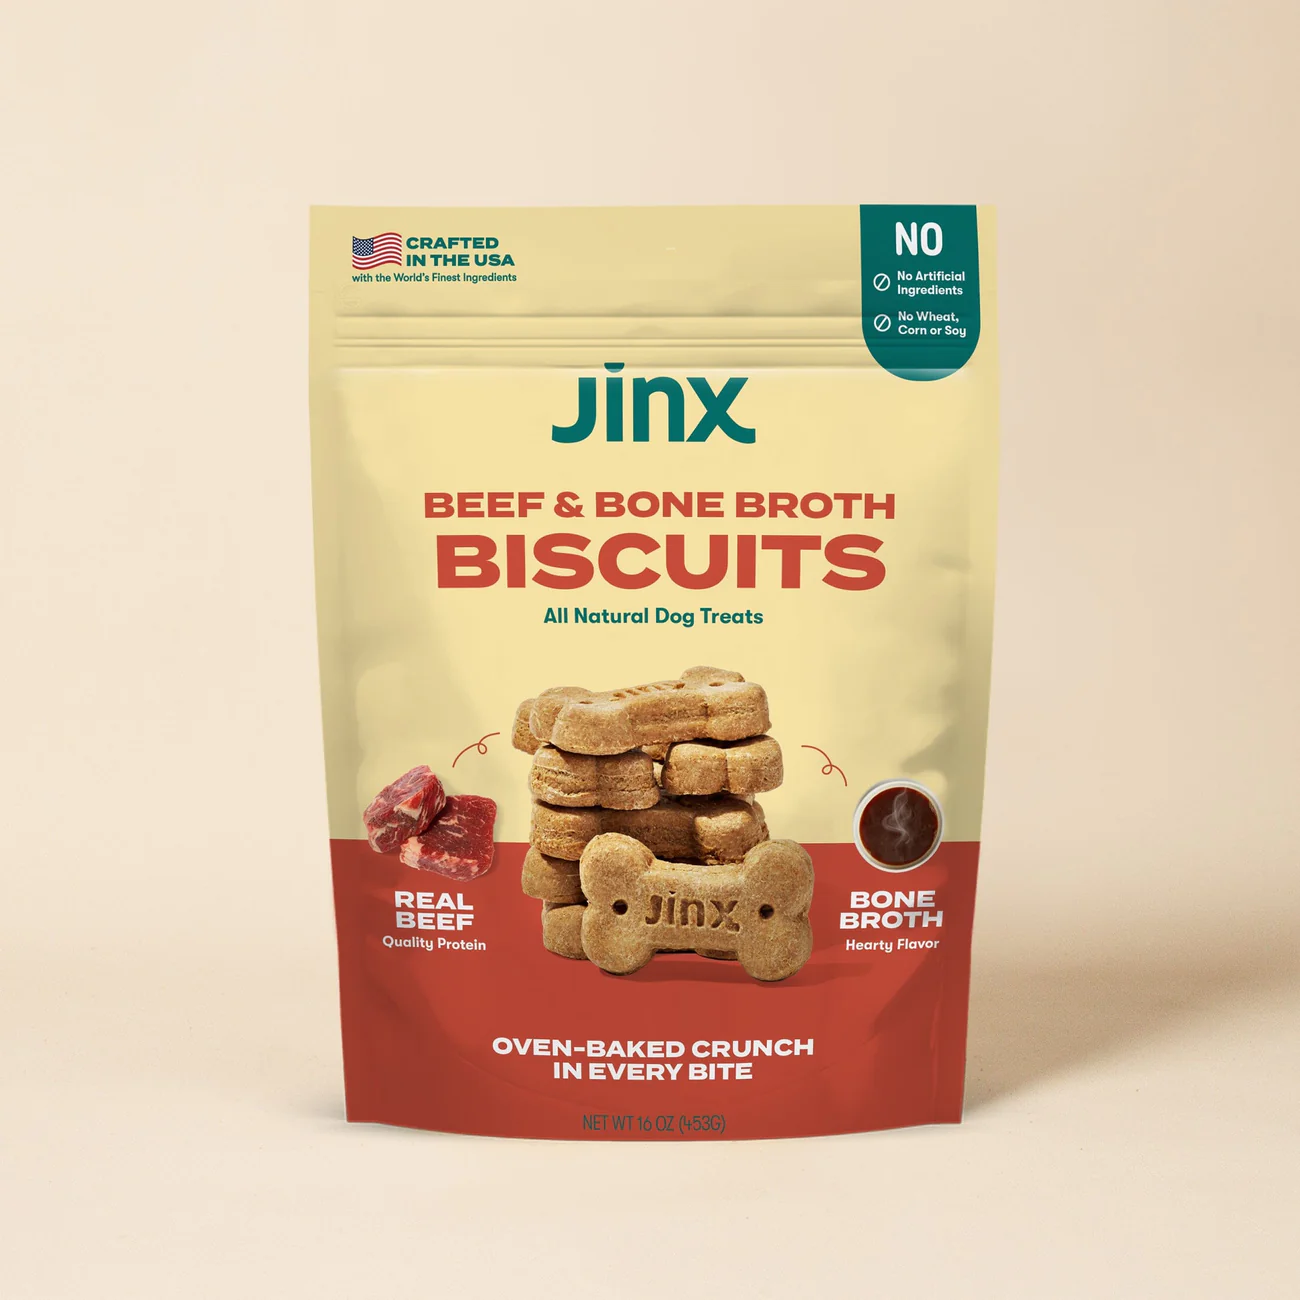 CRAFTED
IN THE USA
with the World's Finest Ingredients
NO
No Artificial
Ingredients
No Wheat,
Corn or Soy
Jinx
BEEF & BONE BROTH
BISCUITS
All Natural Dog Treats
Jinx
Jinx
REAL
BEEF
Quality Protein
BONE
BROTH
Hearty Flavor
OVEN-BAKED CRUNCH
IN EVERY BITE
NET WT 16 OZ (453G)